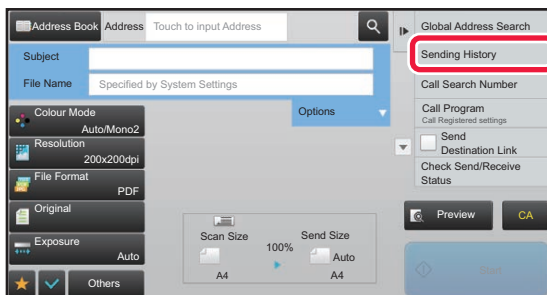 Address Book Address Touch to input Address
Subject
File Name Specified by System Settings
Options
Colour Mode
Auto/Mono2
Resolution
200x200dpi
File Format
PDF
Original
Exposure
Auto
Others
Scan Size
100%
Send Size
Auto
A4
A4
Global Address Search
Sending History
Call Search Number
Call Program
Call Registered settings
Send
Destination Link
Check Send/Receive
Status
Preview
CA
Start